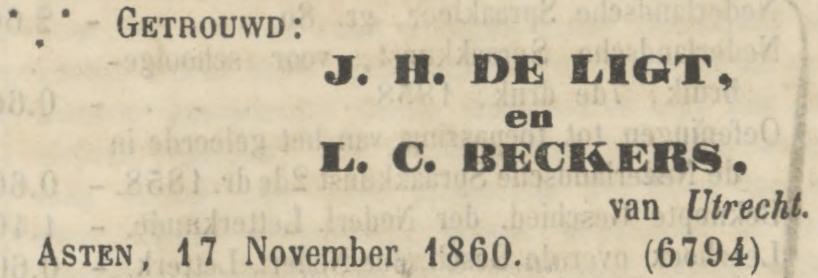 GETROUWD:
J. H. DE LIGT,
en
L. C. BECKERS.
van Utrecht.
ASTEN, 17 November 1860. (6794)